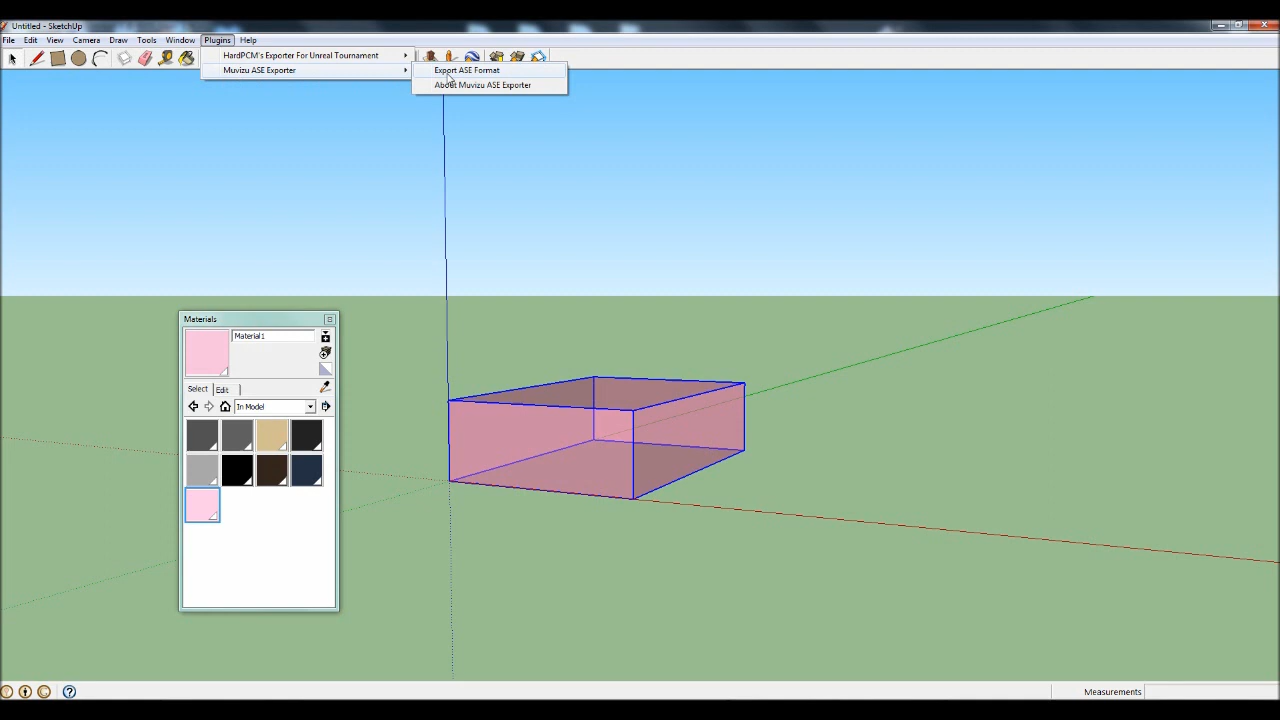 Untitled - SketchUp
File Edit View Camera Draw Tools Window Plugins Help
HardPCM's Exporter For Unreal Tournament
Muvizu ASE Exporter
Export ASE Format
About Muvizu ASE Exporter
Materials
Material1
Select Edit
In Model
Measurements